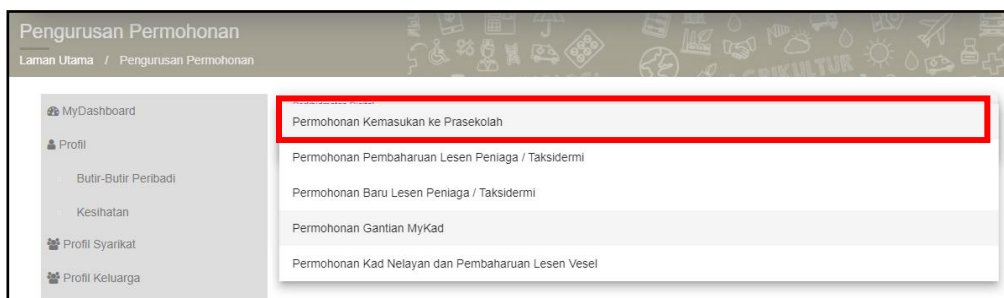 Pengurusan Permohonan
Laman Utama / Pengurusan Permohonan
MyDashboard
Profil
Butir-Butir Peribadi
Kesihatan
Profil Syarikat
Profil Keluarga
Permohonan Kemasukan ke Prasekolah
Permohonan Pembaharuan Lesen Peniaga / Taksidermi
Permohonan Baru Lesen Peniaga / Taksidermi
Permohonan Gantian MyKad
Permohonan Kad Nelayan dan Pembaharuan Lesen Vesel